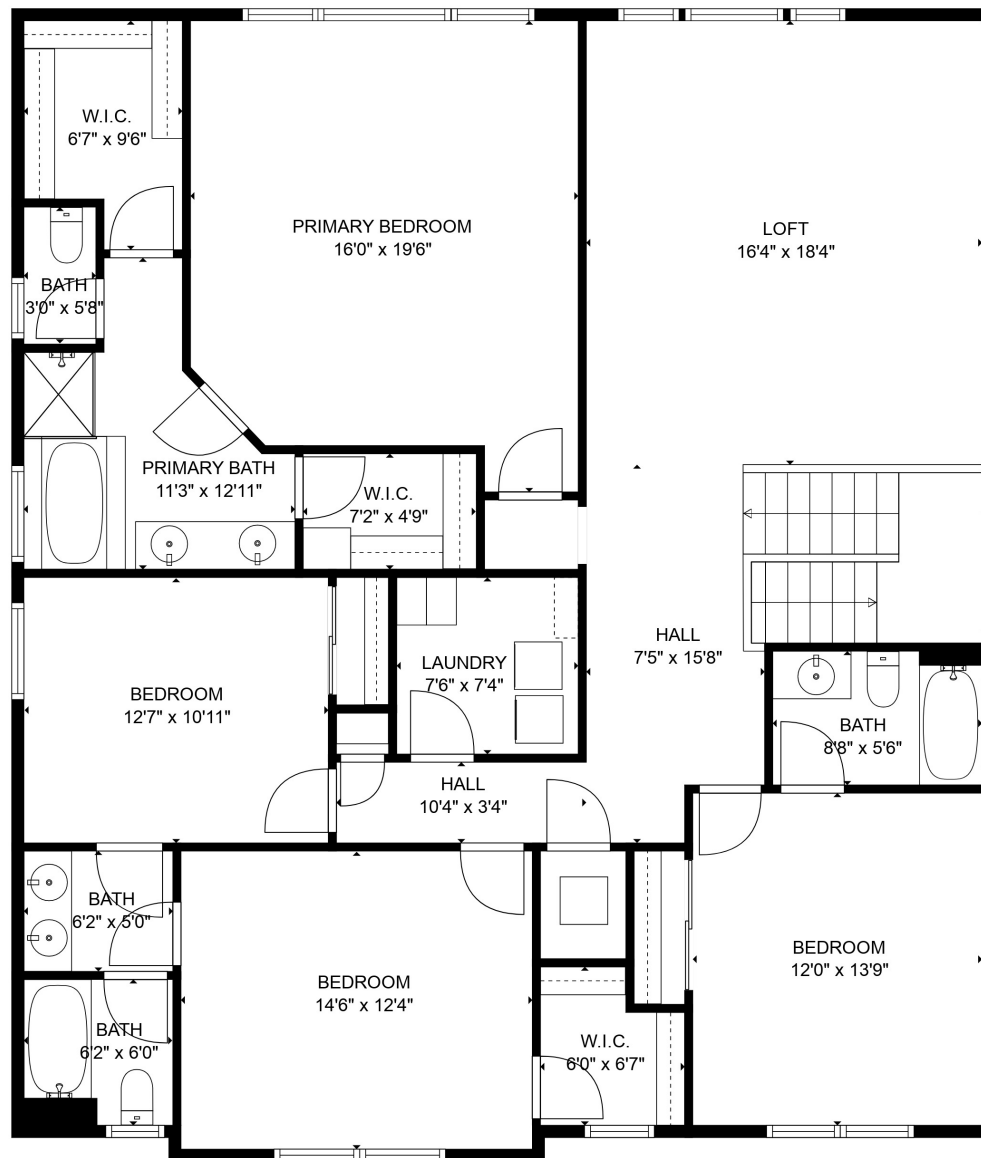 W.I.C.
6'7" x 9'6"
PRIMARY BEDROOM
16'0" x 19'6"
LOFT
16'4" x 18'4"
BATH
3'0" x 5'8"
PRIMARY BATH
11'3" x 12'11"
W.I.C.
7'2" x 4'9"
HALL
7'5" x 15'8"
LAUNDRY
7'6" x 7'4"
BEDROOM
12'7" x 10'11"
BATH
8'8" x 5'6"
HALL
10'4" x 3'4"
BATH
6'2" x 5'0"
BEDROOM
14'6" x 12'4"
BEDROOM
12'0" x 13'9"
BATH
6'2" x 6'0"
W.I.C.
6'0" x 6'7"